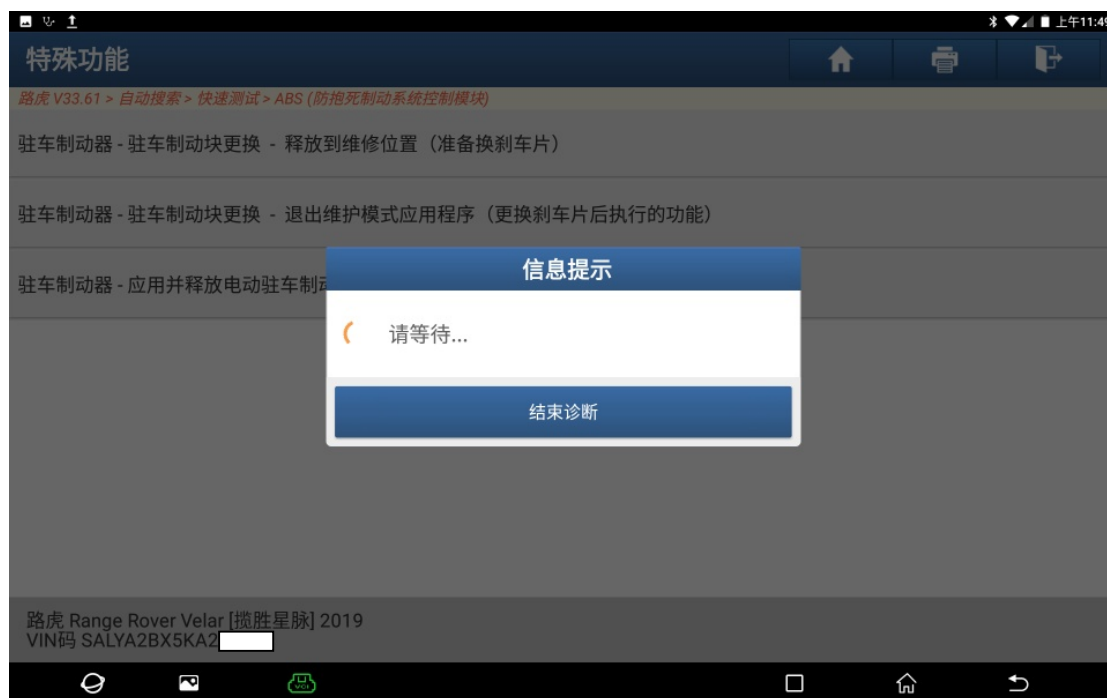 上午11:49
特殊功能
路虎 V33.61 > 自动搜索 > 快速测试 > ABS (防抱死制动系统控制模块)
驻车制动器 - 驻车制动块更换 - 释放到维修位置（准备换刹车片）
驻车制动器 - 驻车制动块更换 - 退出维护模式应用程序（更换刹车片后执行的功能）
驻车制动器 - 应用并释放电动驻车制动
信息提示
请等待...
结束诊断
路虎 Range Rover Velar [揽胜星脉] 2019
VIN码 SALYA2BX5KA2